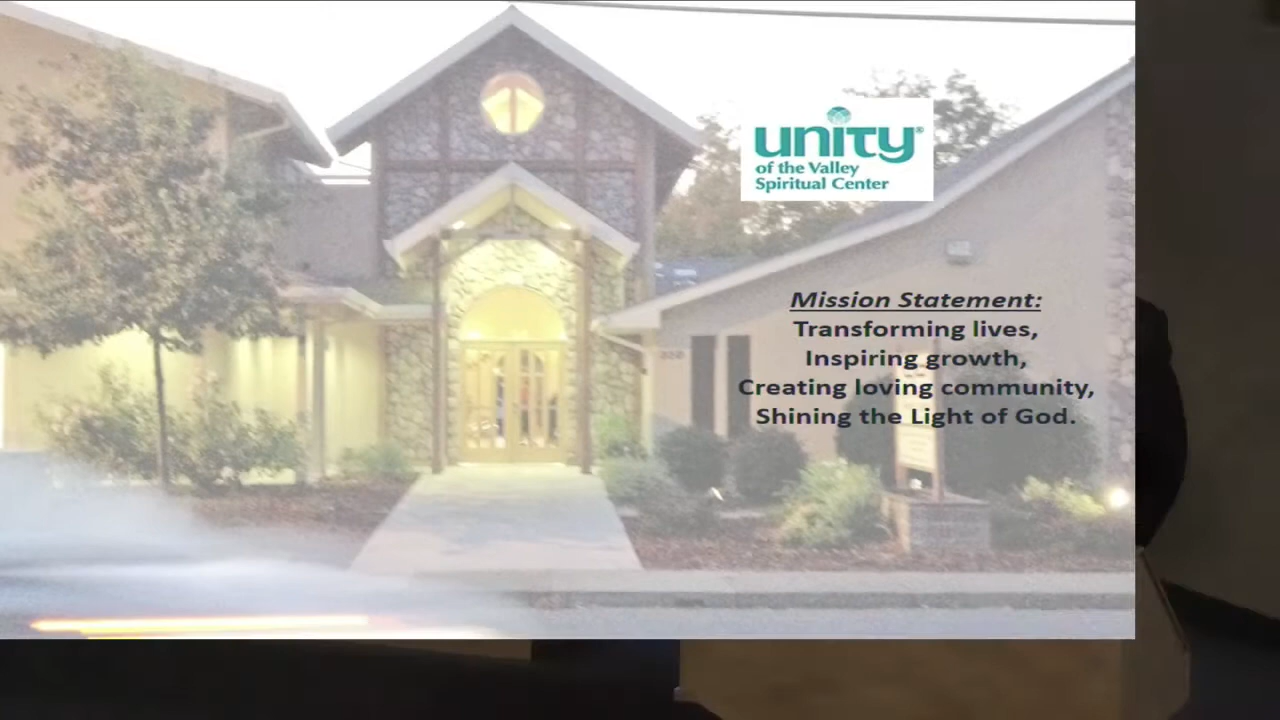 unity®
of the Valley
Spiritual Center
Mission Statement:
Transforming lives,
Inspiring growth,
Creating loving community,
Shining the Light of God.